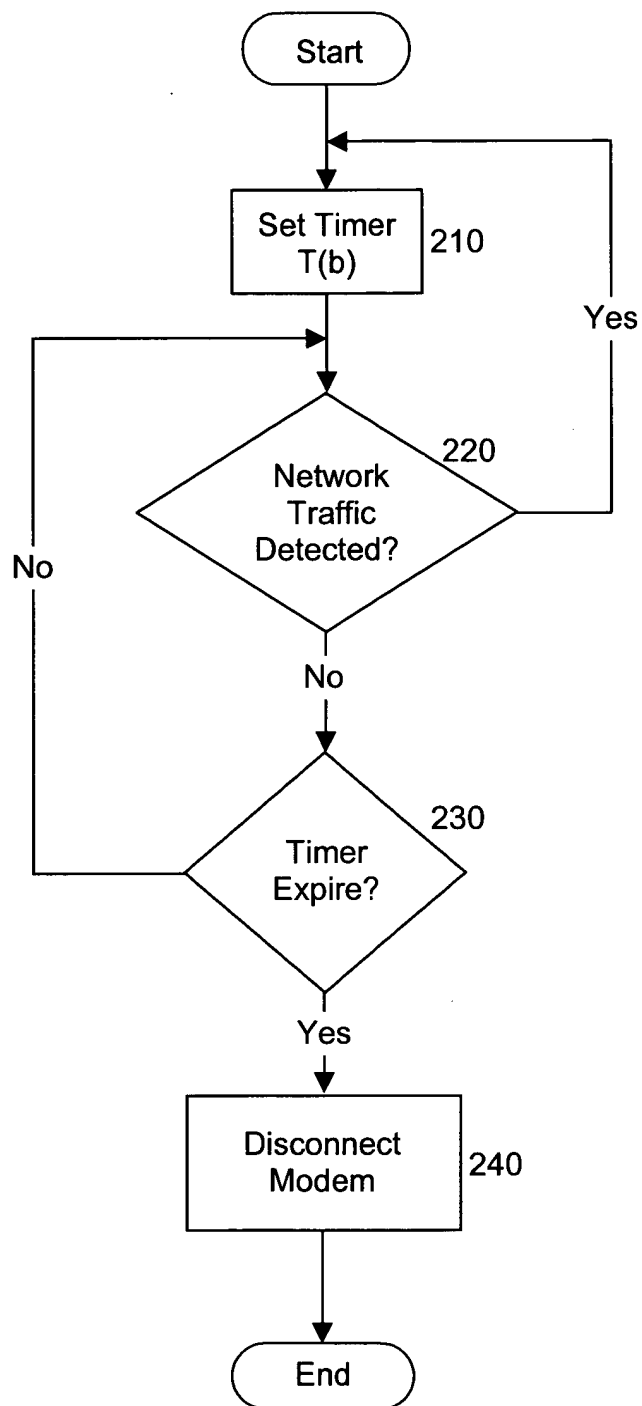 Start
Set Timer
T(b)
210
Yes
220
Network
Traffic
Detected?
No
No
230
Timer
Expire?
Yes
Disconnect
Modem
240
End